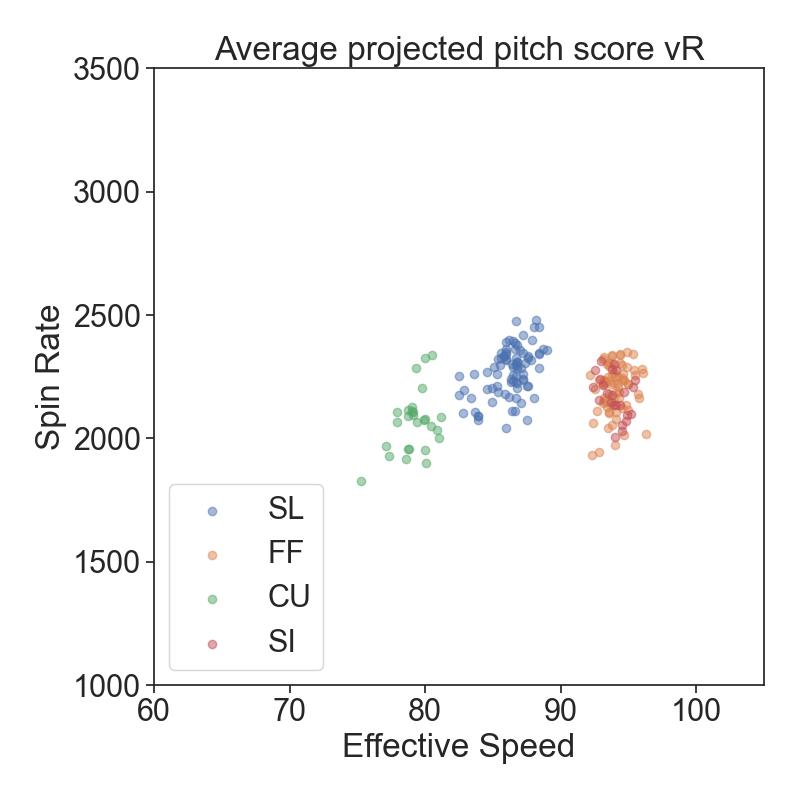 Average projected pitch score vR
3500
3000
2500
2000
1500
1000
Spin Rate
SL
FF
CU
SI
60
70
80
90
100
Effective Speed